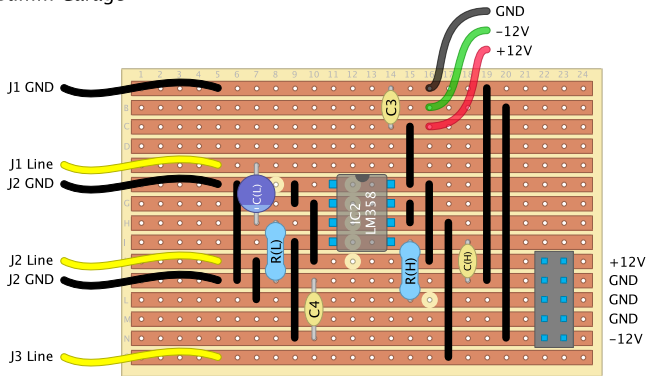 GND
-12V
+12V
1 2 3 4 5 6 7 8 9 10 11 12 13 14 15 16 17 18 19 20 21 22 23 24
J1 GND
C3
J1 Line
J2 GND
C(L)
IC2
LM358
R(L)
R(H)
C(H)
J2 Line
J2 GND
C4
J3 Line
+12V
GND
GND
GND
-12V